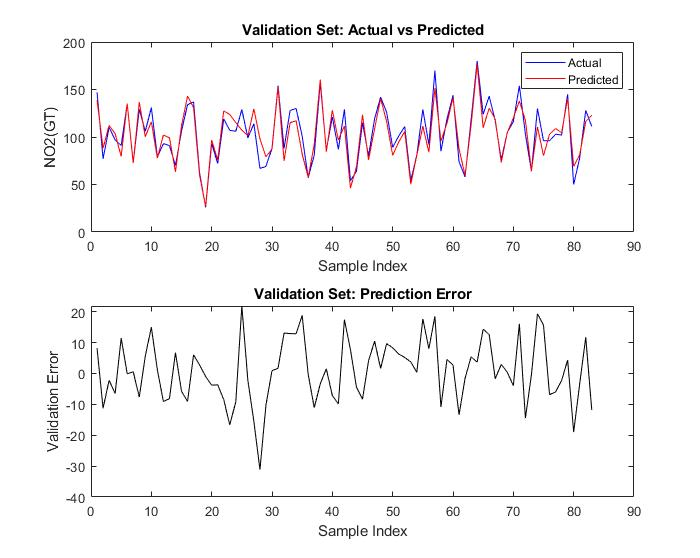 Validation Set: Actual vs Predicted
200
150
100
50
0
NO2(GT)
Actual
Predicted
0 10 20 30 40 50 60 70 80 90
Sample Index
Validation Set: Prediction Error
20
10
0
-10
-20
-30
-40
Validation Error
0 10 20 30 40 50 60 70 80 90
Sample Index